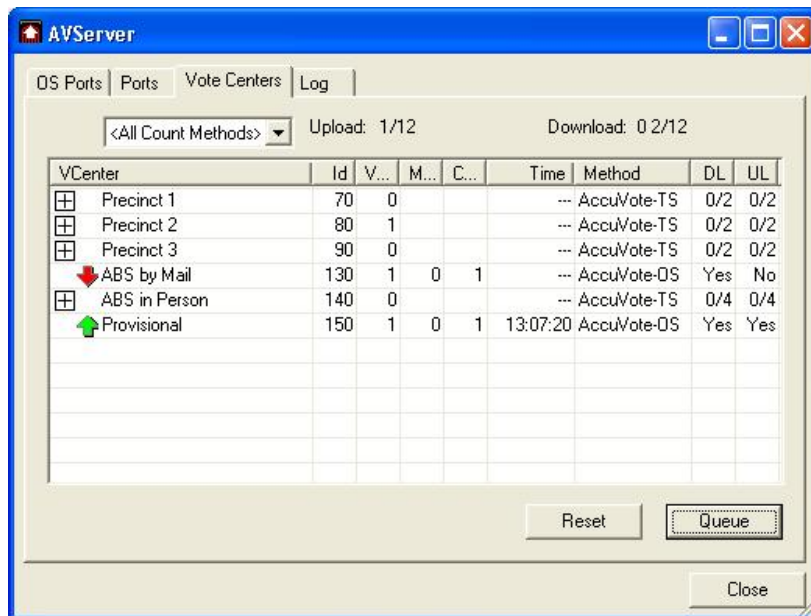 AVServer
OS Ports Ports Vote Centers Log
<All Count Methods> Upload: 1/12 Download: 0 2/12
VCenter Id V... M... C... Time Method DL UL
Precinct 1 70 0 --- AccuVote-TS 0/2 0/2
Precinct 2 80 1 --- AccuVote-TS 0/2 0/2
Precinct 3 90 0 --- AccuVote-TS 0/2 0/2
ABS by Mail 130 1 0 1 --- AccuVote-OS Yes No
ABS in Person 140 0 --- AccuVote-TS 0/4 0/4
Provisional 150 1 0 1 13:07:20 AccuVote-OS Yes Yes
Reset Queue
Close